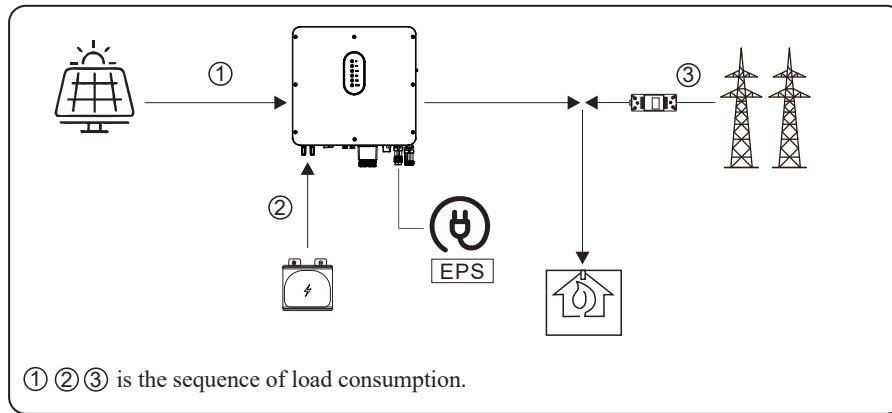 ①
③
②
EPS
① ② ③ is the sequence of load consumption.